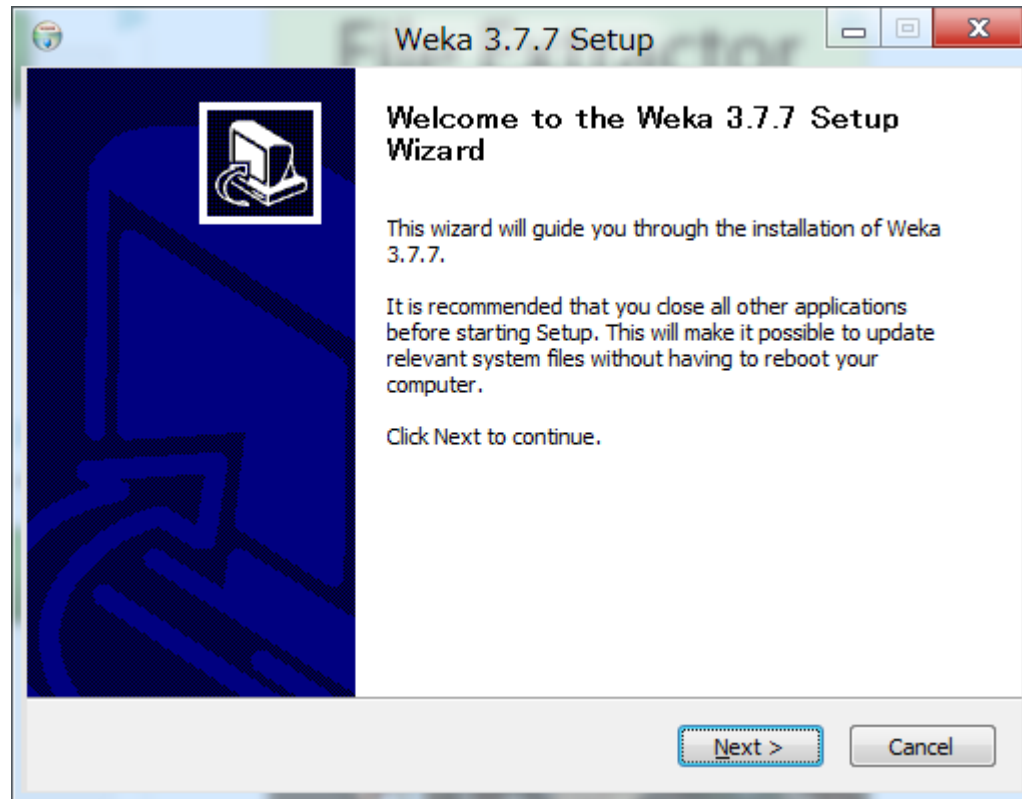 File Extractor
Weka 3.7.7 Setup
Welcome to the Weka 3.7.7 Setup
Wizard
This wizard will guide you through the installation of Weka
3.7.7.
It is recommended that you close all other applications
before starting Setup. This will make it possible to update
relevant system files without having to reboot your
computer.
Click Next to continue.
Next >
Cancel